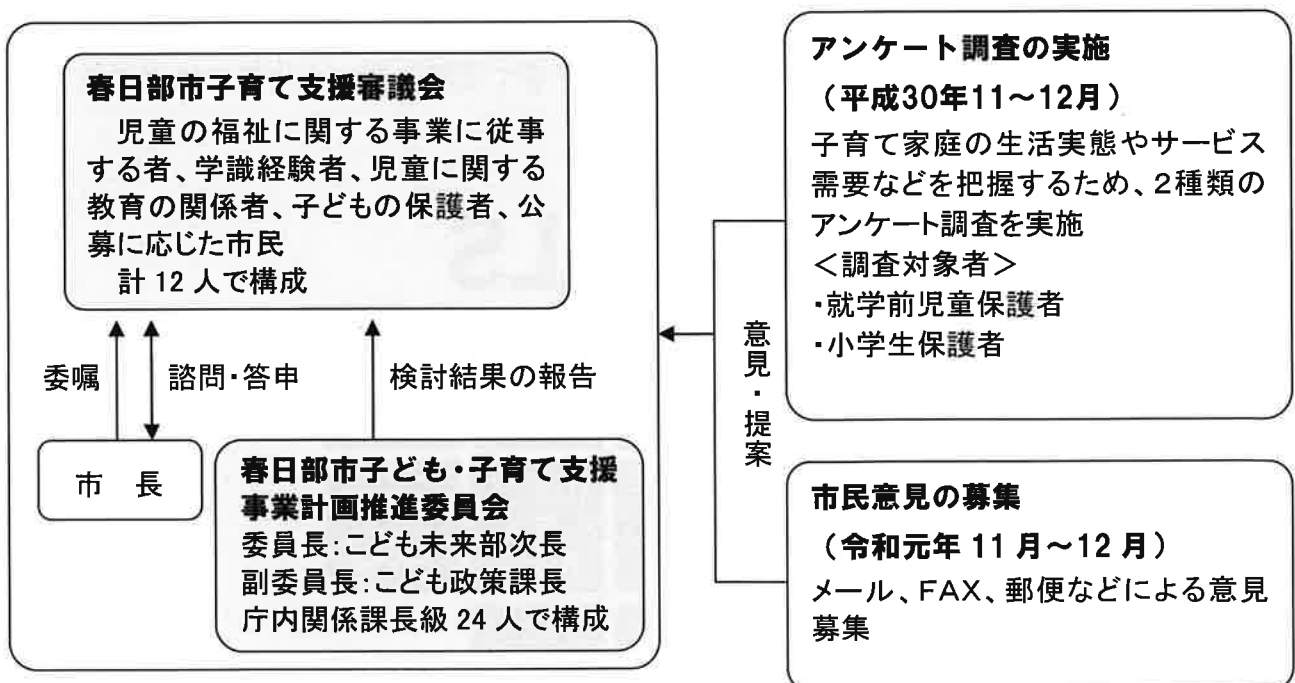 春日部市子育て支援審議会
児童の福祉に関する事業に従事
する者、学識経験者、児童に関する
教育の関係者、子どもの保護者、公
募に応じた市民
計 12 人で構成
委嘱
諮問・答申
検討結果の報告
市 長
春日部市子ども・子育て支援
事業計画推進委員会
委員長:こども未来部次長
副委員長:こども政策課長
庁内関係課長級 24 人で構成
意見・提案
アンケート調査の実施
（平成30年11～12月）
子育て家庭の生活実態やサービス
需要などを把握するため、2種類の
アンケート調査を実施
＜調査対象者＞
・就学前児童保護者
・小学生保護者
市民意見の募集
（令和元年 11 月～12 月）
メール、FAX、郵便などによる意見
募集